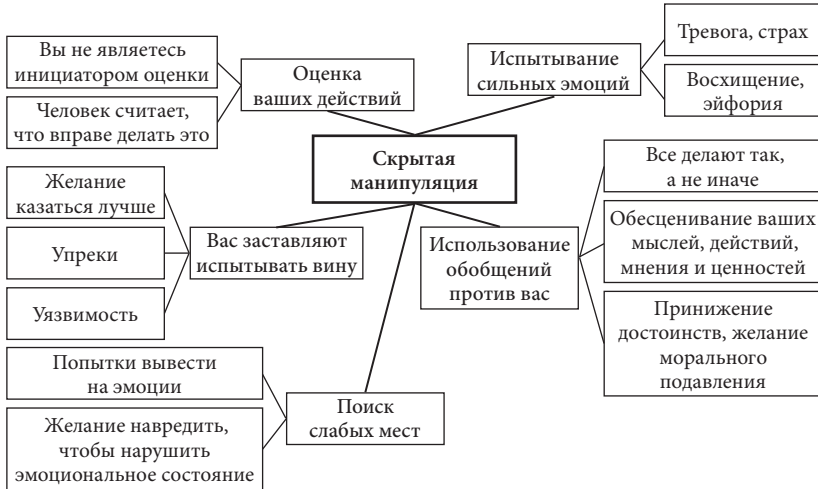 Вы не являетесь
инициатором оценки
Человек считает,
что вправе делать это
Оценка
ваших действий
Испытывание
сильных эмоций
Тревога, страх
Восхищение,
эйфория
Скрытая
манипуляция
Желание
казаться лучше
Упреки
Уязвимость
Вас заставляют
испытывать вину
Использование
обобщений
против вас
Все делают так,
а не иначе
Обесценивание ваших
мыслей, действий,
мнения и ценностей
Принижение
достоинств, желание
морального
подавления
Попытки вывести
на эмоции
Желание навредить,
чтобы нарушить
эмоциональное состояние
Поиск
слабых мест